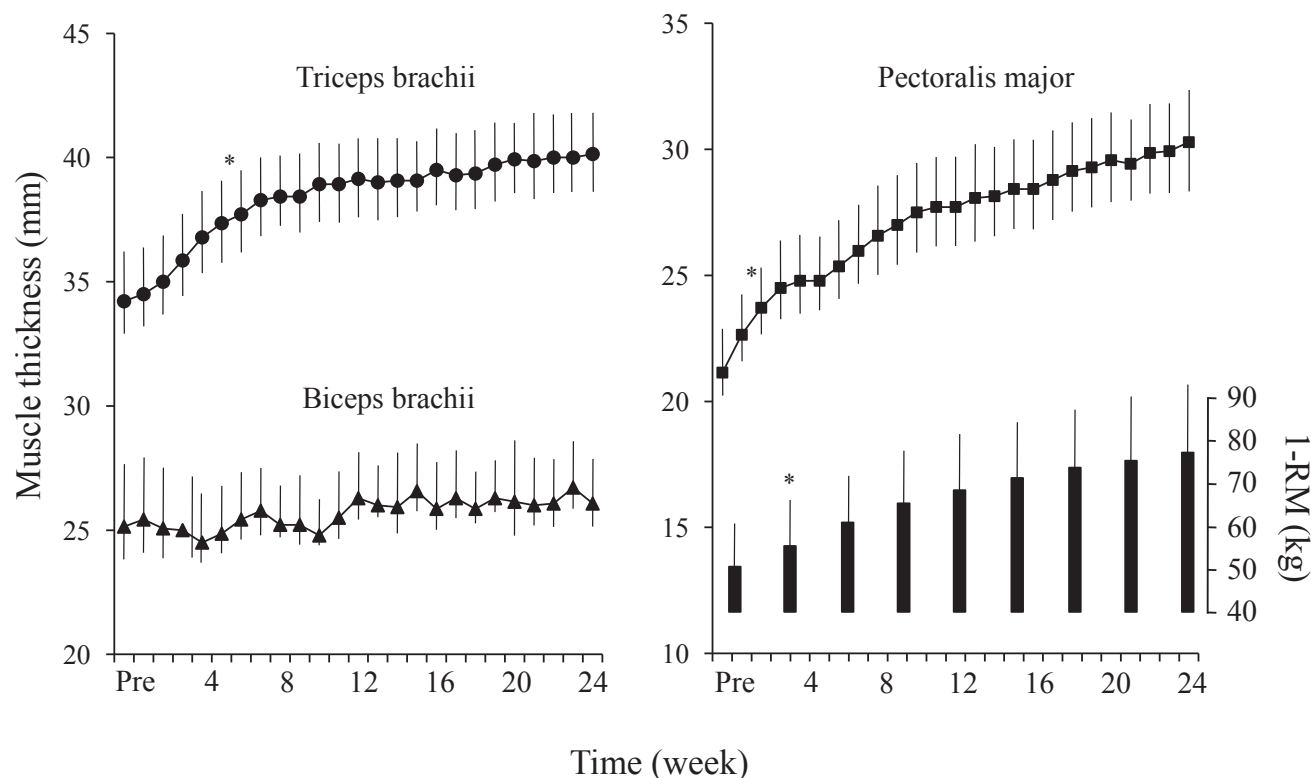 45
40
35
30
25
20
Muscle thickness (mm)
Triceps brachii
*
Biceps brachii
Pre 4 8 12 16 20 24
35
30
25
20
15
10
Pectoralis major
*
*
90
80
70
60
50
40
1-RM (kg)
Pre 4 8 12 16 20 24
Time (week)